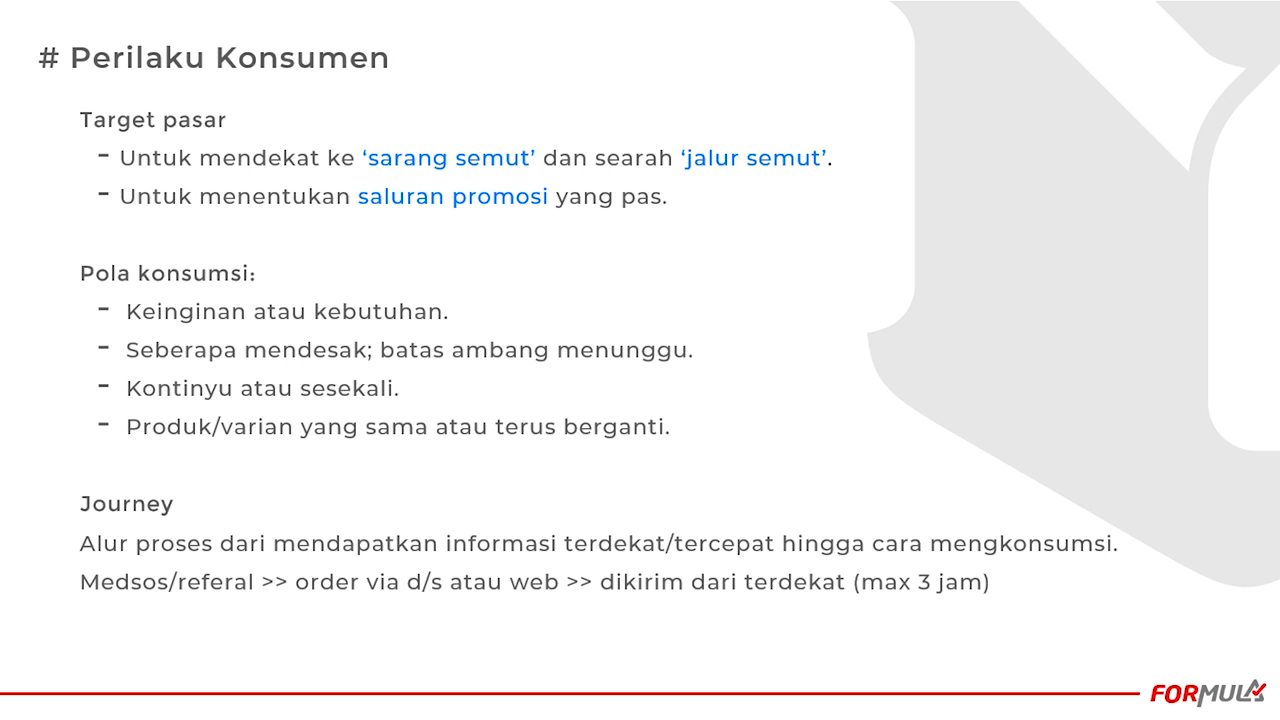 # Perilaku Konsumen
Target pasar
- Untuk mendekat ke ‘sarang semut’ dan searah ‘jalur semut’.
- Untuk menentukan saluran promosi yang pas.
Pola konsumsi:
- Keinginan atau kebutuhan.
- Seberapa mendesak; batas ambang menunggu.
- Kontinyu atau sesekali.
- Produk/varian yang sama atau terus berganti.
Journey
Alur proses dari mendapatkan informasi terdekat/tercepat hingga cara mengkonsumsi.
Medsos/referal >> order via d/s atau web >> dikirim dari terdekat (max 3 jam)
FORMULA